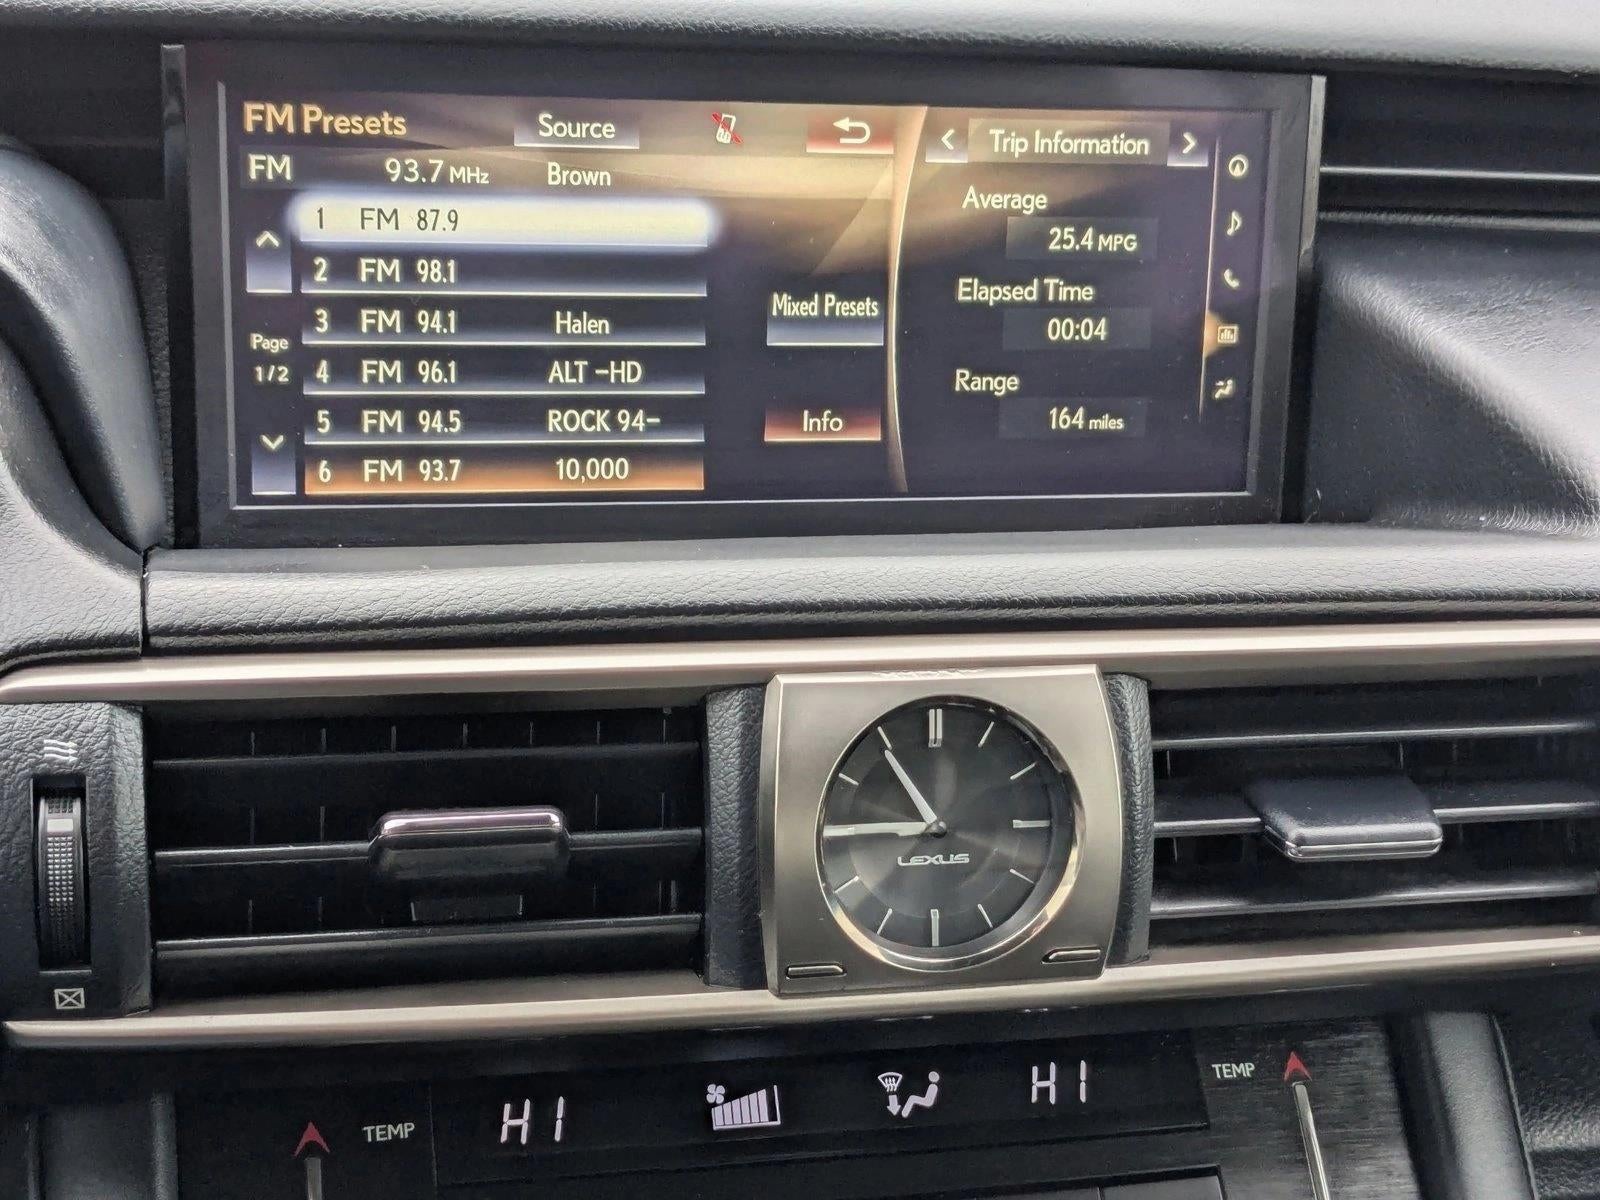 FM Presets Source
FM 93.7 MHz Brown
1 FM 87.9
2 FM 98.1
3 FM 94.1 Halen
4 FM 96.1 ALT -HD
5 FM 94.5 ROCK 94-
6 FM 93.7 10,000
Page
1/2
Mixed Presets
Info
Trip Information
Average
25.4 MPG
Elapsed Time
00:04
Range
164 miles
LEXUS
TEMP HI HI TEMP